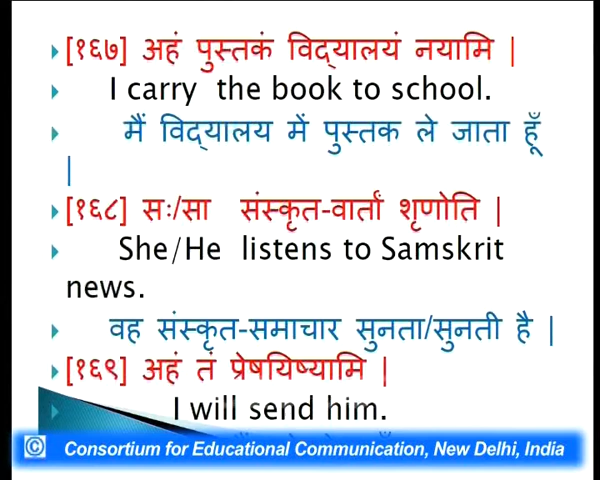 [१६७] अहं पुस्तकं विद्यालयं नयामि |
I carry the book to school.
मैं विद्यालय में पुस्तक ले जाता हूँ
|
[१६८] सः/सा संस्कृत-वार्तां शृणोति |
She/He listens to Samskrit
news.
वह संस्कृत-समाचार सुनता/सुनती है |
[१६९] अहं तं प्रेषयिष्यामि |
I will send him.
© Consortium for Educational Communication, New Delhi, India